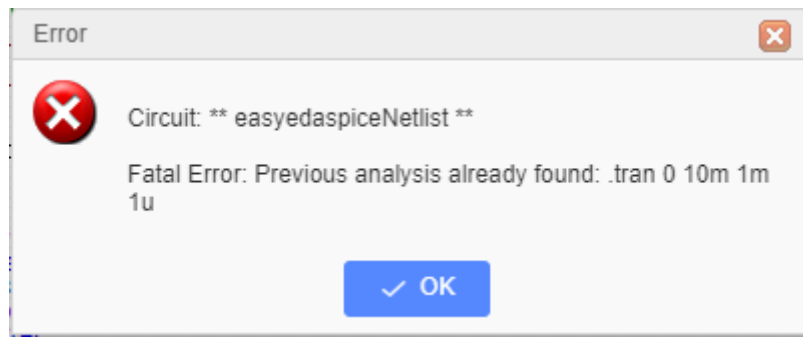 Error
Circuit: ** easyedaspiceNetlist **
Fatal Error: Previous analysis already found: .tran 0 10m 1m
1u
OK